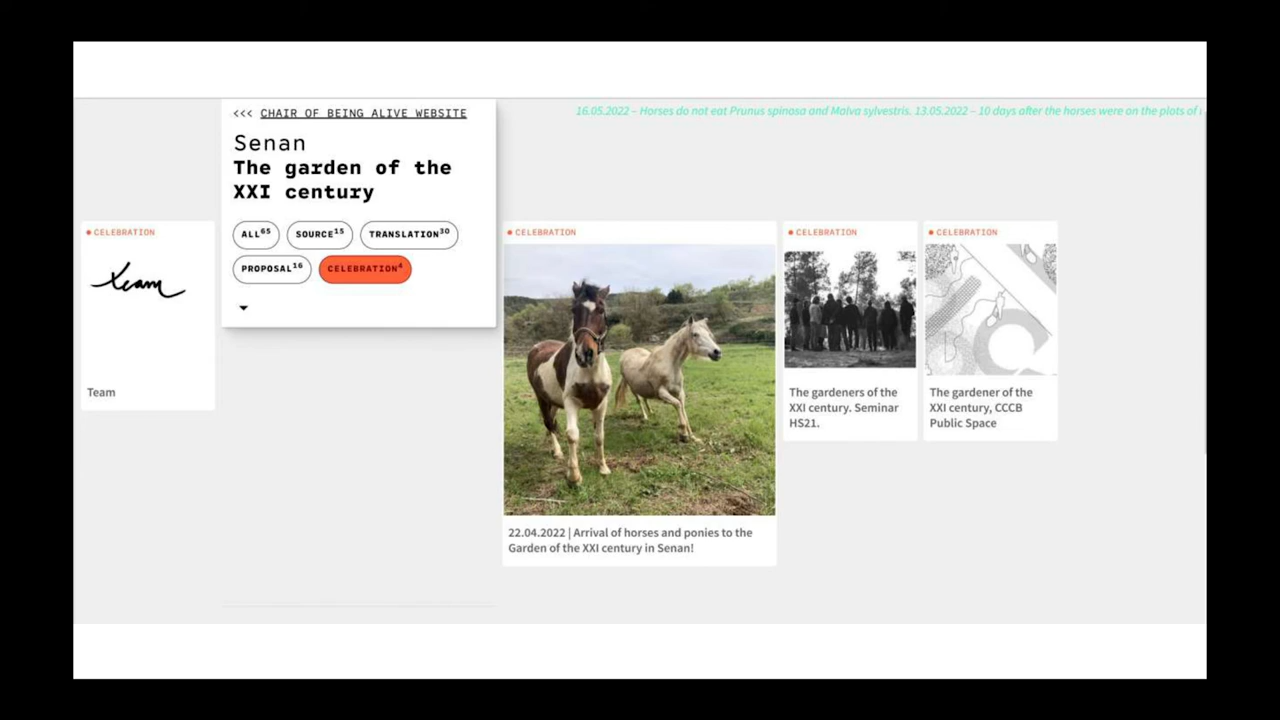 <<< CHAIR OF BEING ALIVE WEBSITE
16.05.2022 – Horses do not eat Prunus spinosa and Malva sylvestris. 13.05.2022 – 10 days after the horses were on the plots of
Senan
The garden of the
XXI century
ALL65
SOURCE15
TRANSLATION30
PROPOSAL16
CELEBRATION4
CELEBRATION
Team
Team
CELEBRATION
22.04.2022 | Arrival of horses and ponies to the
Garden of the XXI century in Senan!
CELEBRATION
The gardeners of the
XXI century. Seminar
HS21.
CELEBRATION
The gardener of the
XXI century, CCCB
Public Space